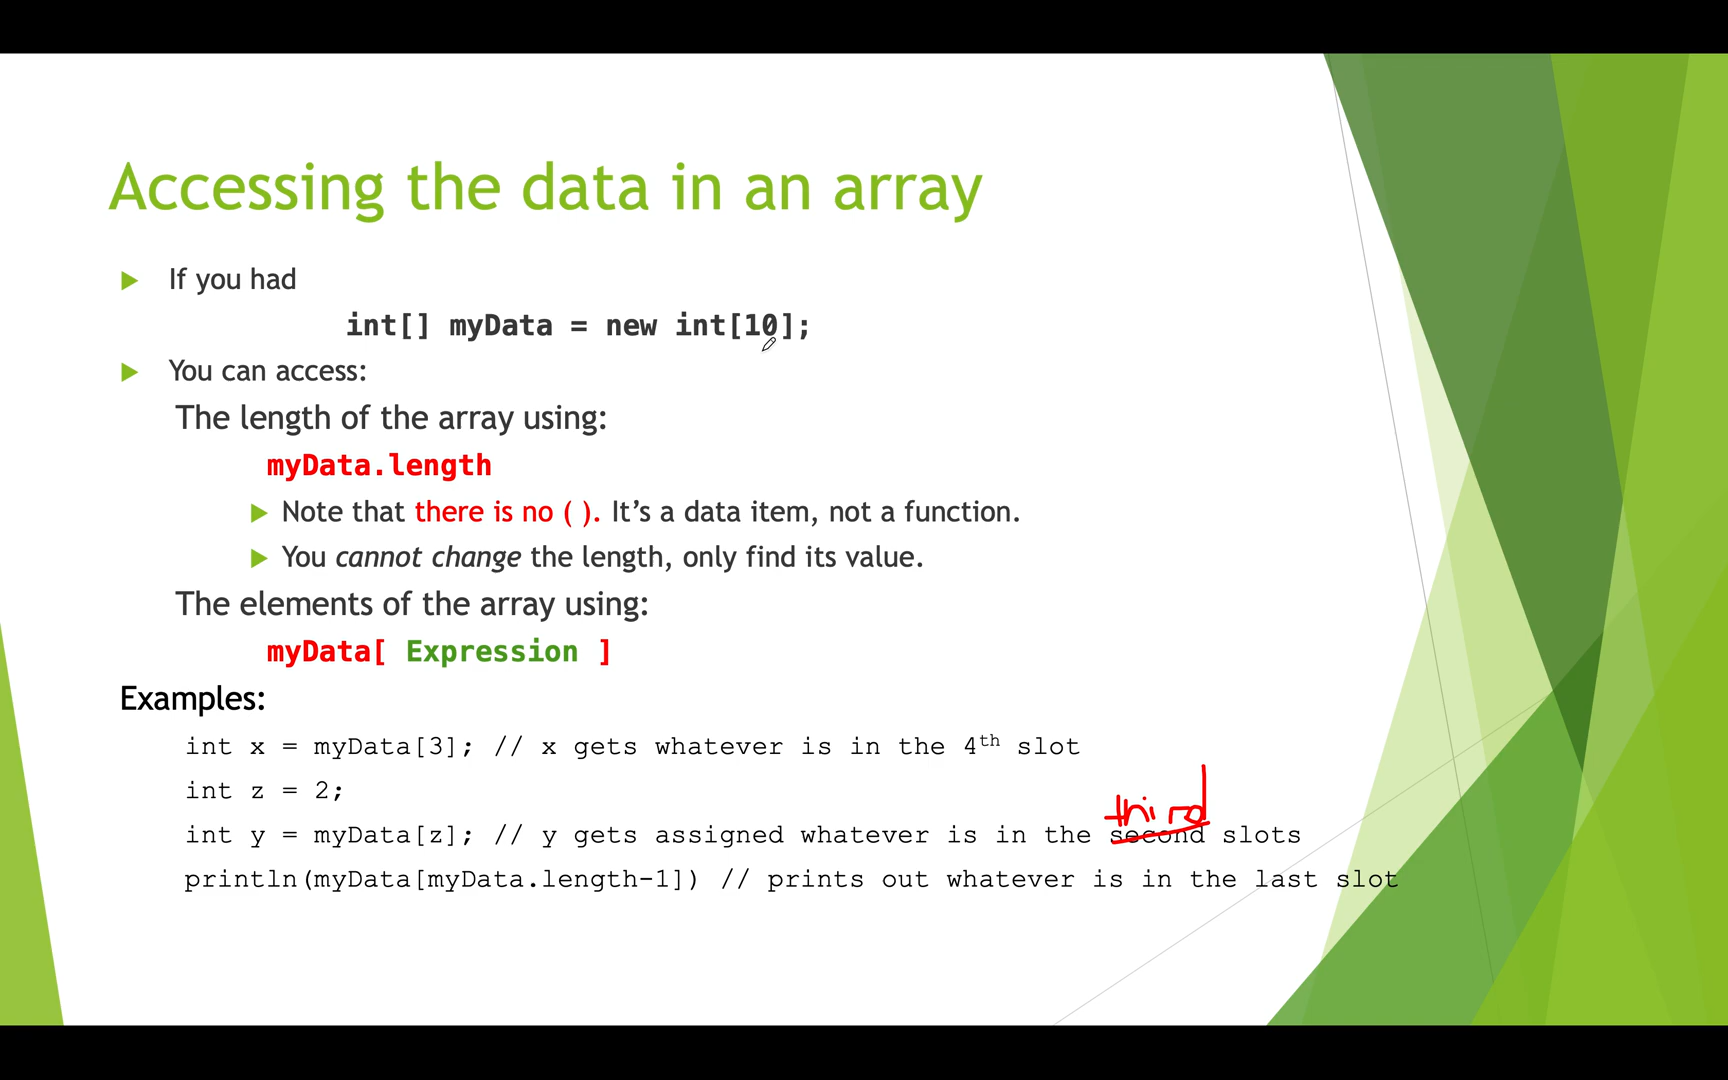 Accessing the data in an array
If you had
int[] myData = new int[10];
You can access:
The length of the array using:
myData.length
Note that there is no ( ). It’s a data item, not a function.
You cannot change the length, only find its value.
The elements of the array using:
myData[ Expression ]
Examples:
int x = myData[3]; // x gets whatever is in the 4th slot
int z = 2;
third
int y = myData[z]; // y gets assigned whatever is in the second slots
println(myData[myData.length-1]) // prints out whatever is in the last slot